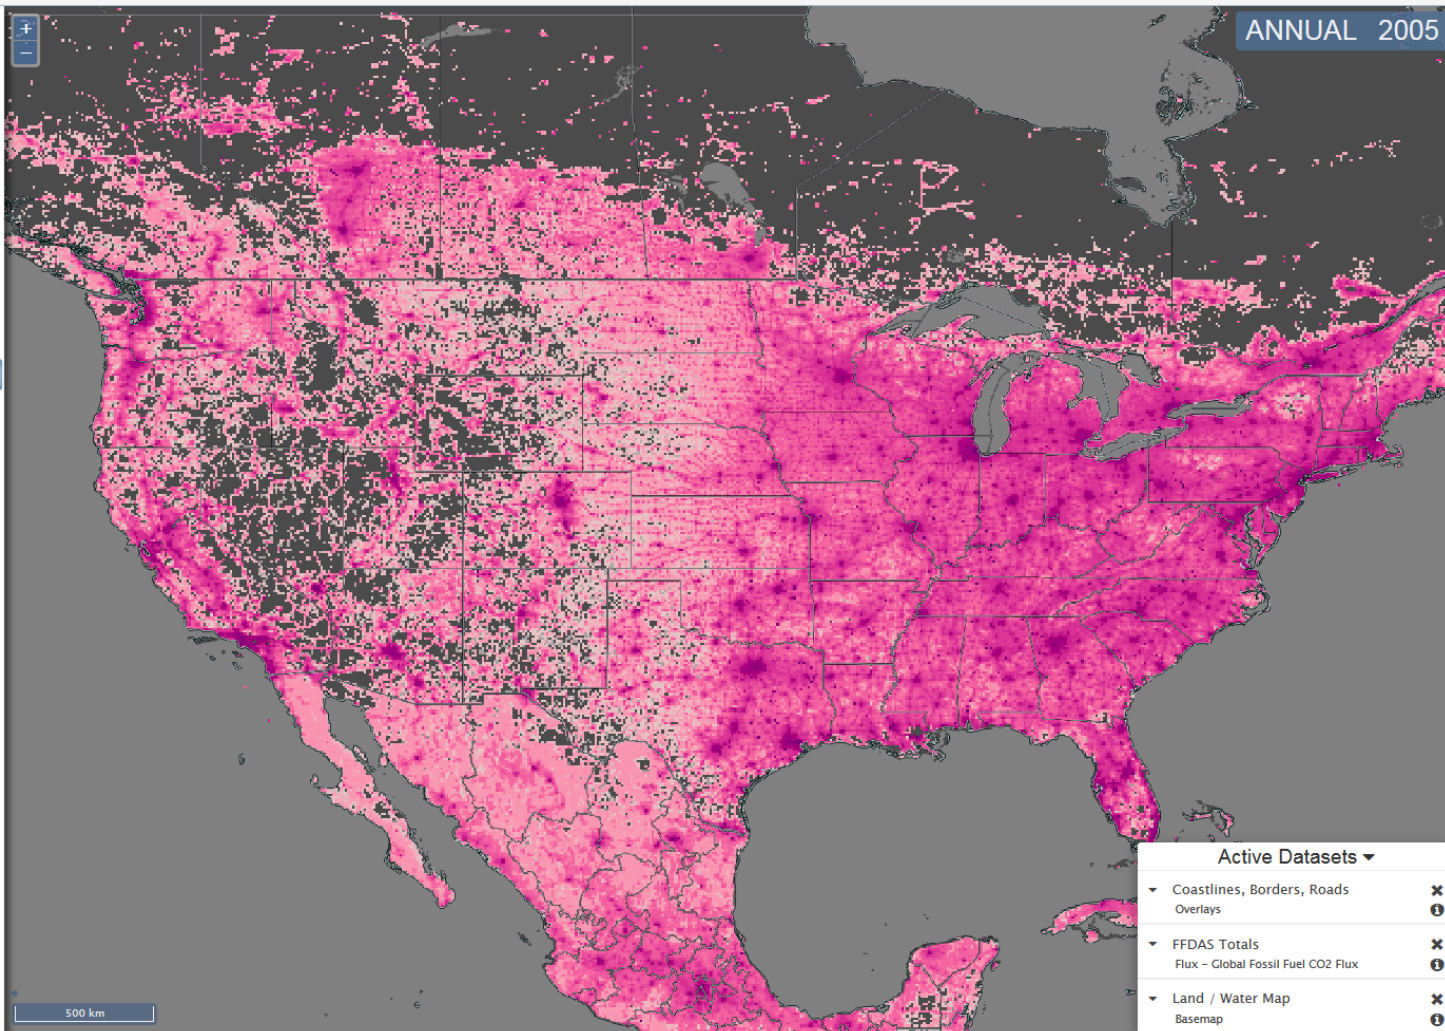 +
−
ANNUAL 2005
500 km
Active Datasets
Coastlines, Borders, Roads
Overlays
FFDAS Totals
Flux – Global Fossil Fuel CO2 Flux
Land / Water Map
Basemap